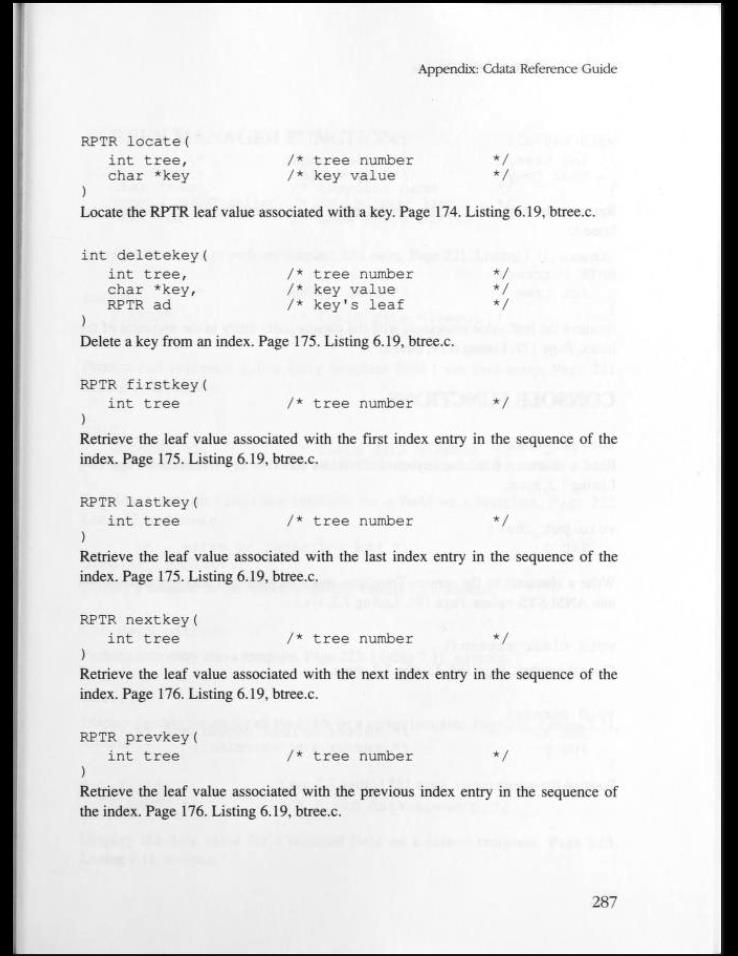 Appendix: Cdata Reference Guide
RPTR locate(
int tree, /* tree number */
char *key /* key value */
)
Locate the RPTR leaf value associated with a key. Page 174. Listing 6.19, btree.c.
int deletekey(
int tree, /* tree number */
char *key, /* key value */
RPTR ad /* key's leaf */
)
Delete a key from an index. Page 175. Listing 6.19, btree.c.
RPTR firstkey(
int tree /* tree number */
)
Retrieve the leaf value associated with the first index entry in the sequence of the
index. Page 175. Listing 6.19, btree.c.
RPTR lastkey(
int tree /* tree number */
)
Retrieve the leaf value associated with the last index entry in the sequence of the
index. Page 175. Listing 6.19, btree.c.
RPTR nextkey(
int tree /* tree number */
)
Retrieve the leaf value associated with the next index entry in the sequence of the
index. Page 176. Listing 6.19, btree.c.
RPTR prevkey(
int tree /* tree number */
)
Retrieve the leaf value associated with the previous index entry in the sequence of
the index. Page 176. Listing 6.19, btree.c.
287